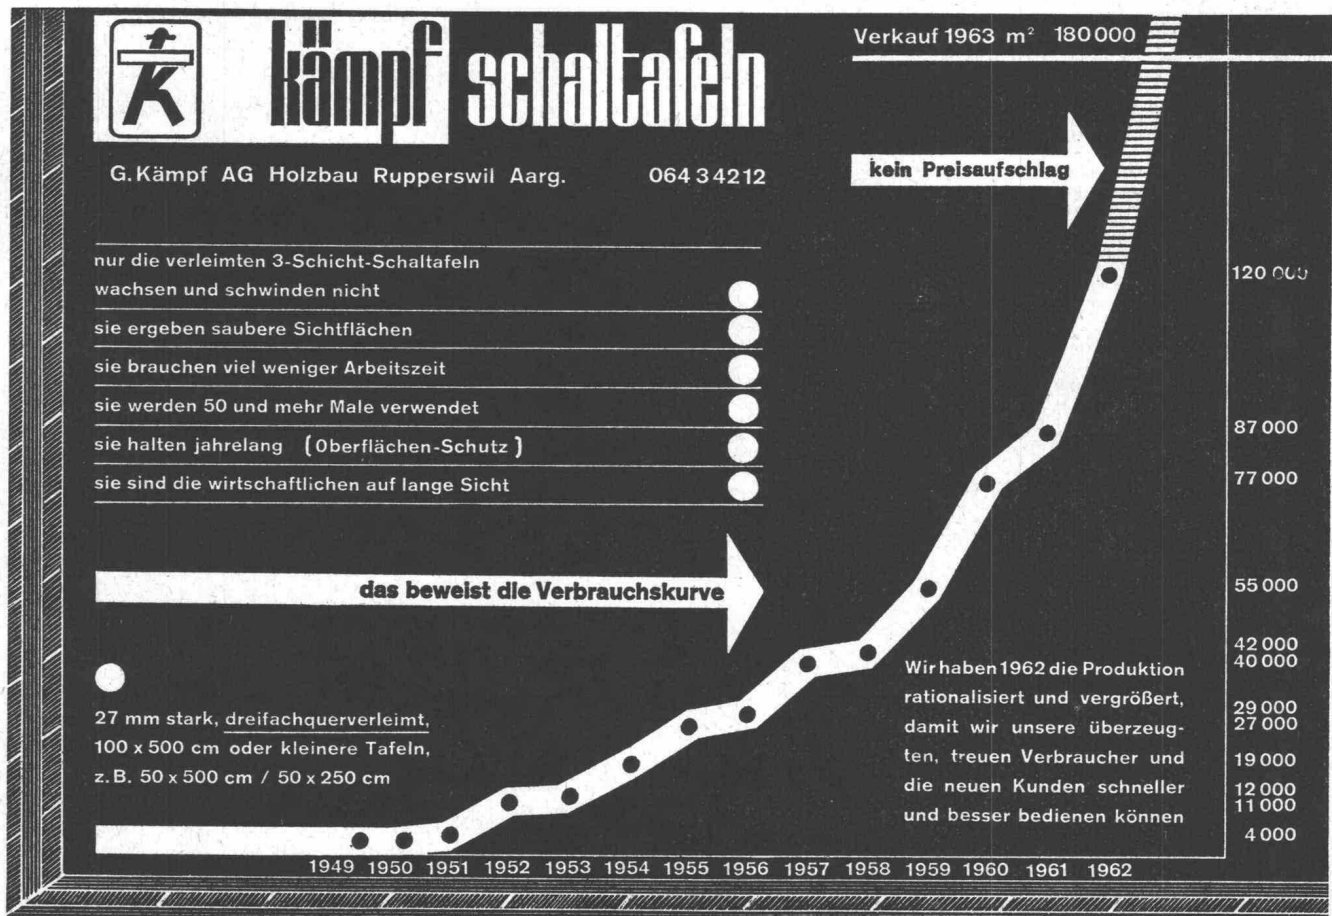 kämpf schaltafeln
G. Kämpf AG Holzbau Rupperswil Aarg. 064 3 42 12
nur die verleimten 3-Schicht-Schaltafeln
wachsen und schwinden nicht
sie ergeben saubere Sichtflächen
sie brauchen viel weniger Arbeitszeit
sie werden 50 und mehr Male verwendet
sie halten jahrelang (Oberflächen-Schutz)
sie sind die wirtschaftlichen auf lange Sicht
das beweist die Verbrauchskurve
27 mm stark, dreifachquerverleimt,
100 x 500 cm oder kleinere Tafeln,
z.B. 50 x 500 cm / 50 x 250 cm
Verkauf 1963 m² 180 000
kein Preisaufschlag
120 000
87 000
77 000
55 000
42 000
40 000
29 000
27 000
19 000
12 000
11 000
4 000
Wir haben 1962 die Produktion
rationalisiert und vergrößert,
damit wir unsere überzeug-
ten, treuen Verbraucher und
die neuen Kunden schneller
und besser bedienen können
1949 1950 1951 1952 1953 1954 1955 1956 1957 1958 1959 1960 1961 1962